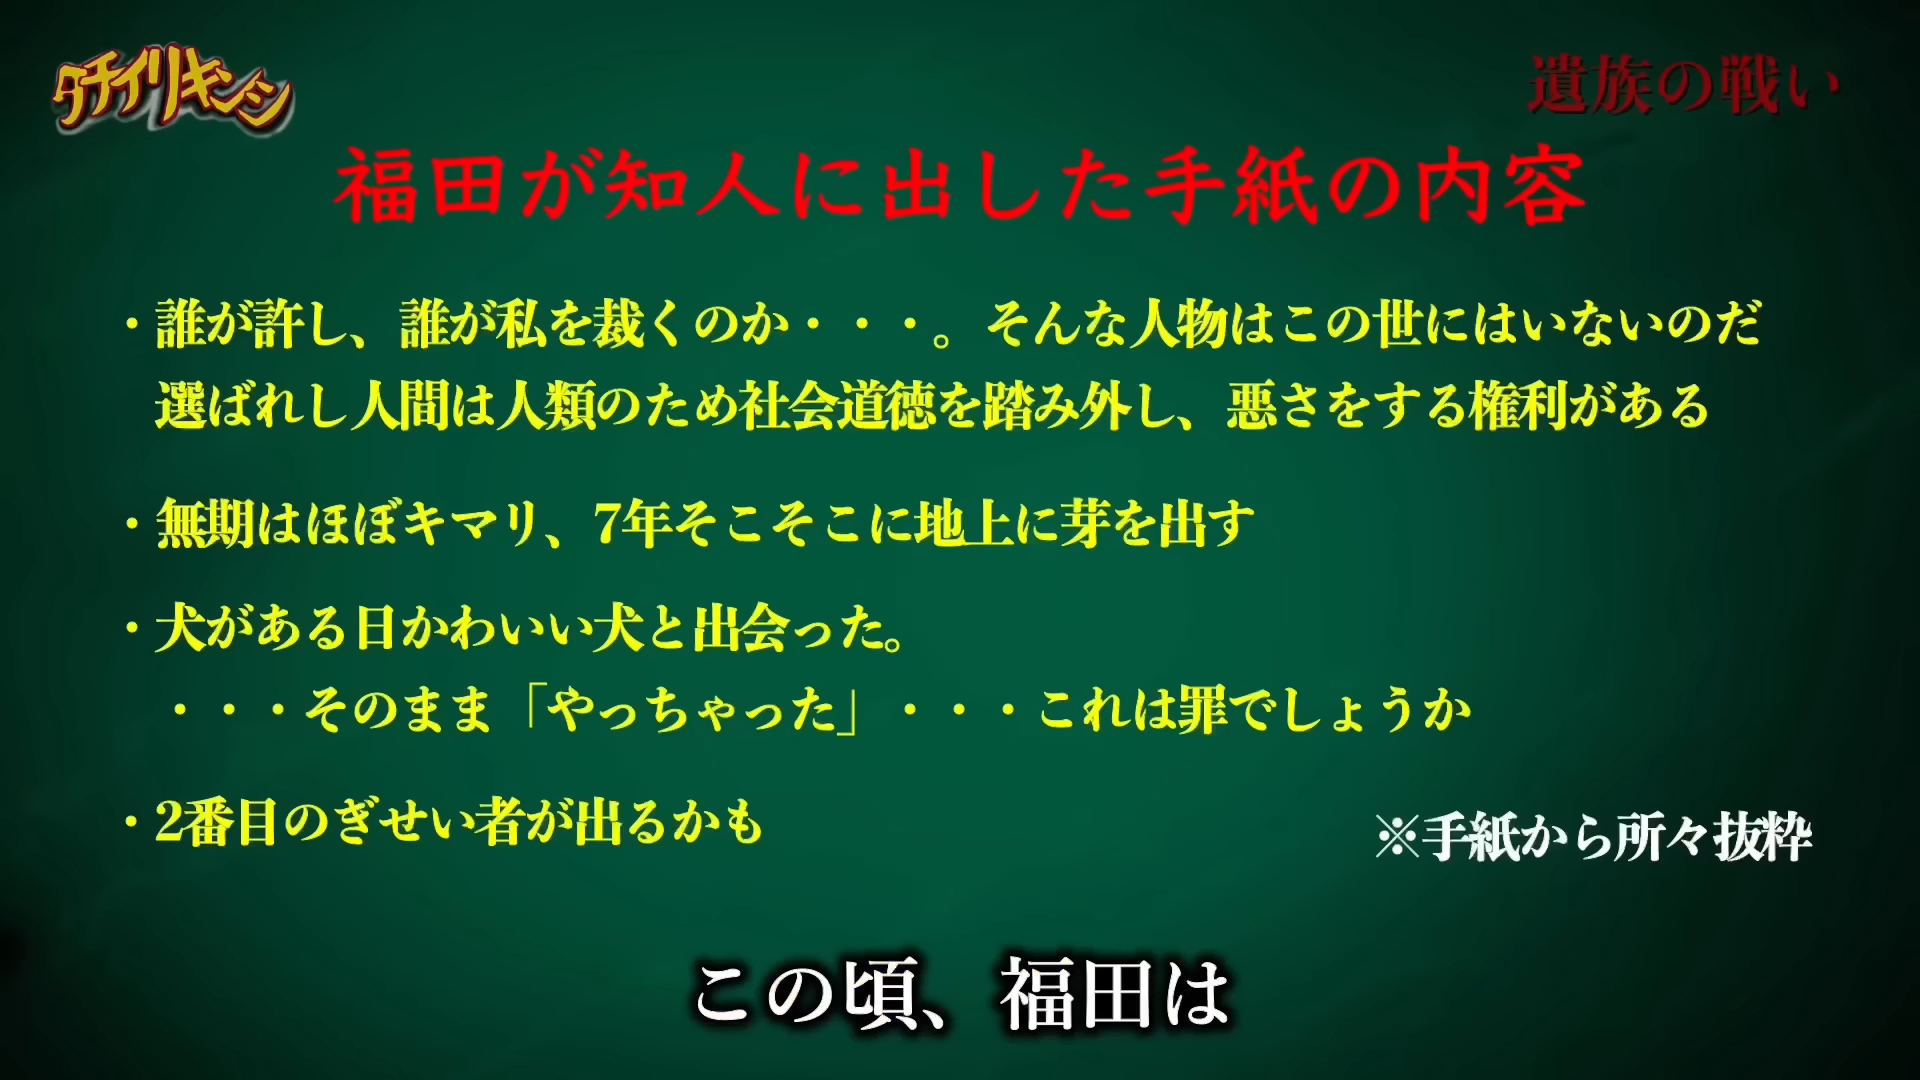 タチイリキンシ
遺族の戦い
福田が知人に出した手紙の内容
・誰が許し、誰が私を裁くのか・・・。そんな人物はこの世にはいないのだ
選ばれし人間は人類のため社会道徳を踏み外し、悪さをする権利がある
・無期はほぼキマリ、7年そこそこに地上に芽を出す
・犬がある日かわいい犬と出会った。
・・・そのまま「やっちゃった」・・・これは罪でしょうか
・2番目のぎせい者が出るかも
※手紙から所々抜粋
この頃、福田は